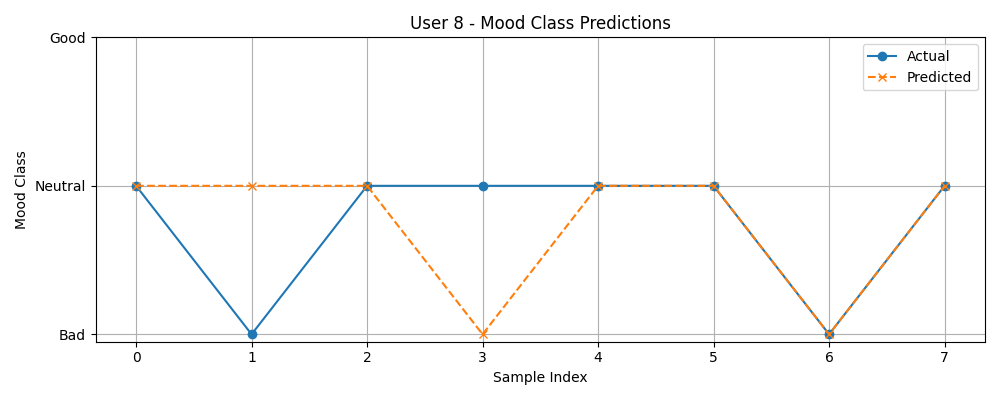 User 8 - Mood Class Predictions
Good
Actual
Predicted
Mood Class
Neutral
Bad
0 1 2 3 4 5 6 7
Sample Index